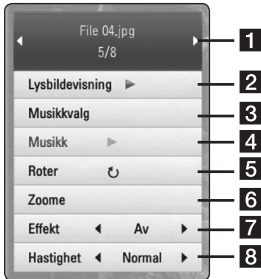 File 04.jpg 1
5/8
Lysbildevisning 2
Musikkvalg 3
Musikk 4
Roter 5
Zoome 6
Effekt Av 7
Hastighet Normal 8